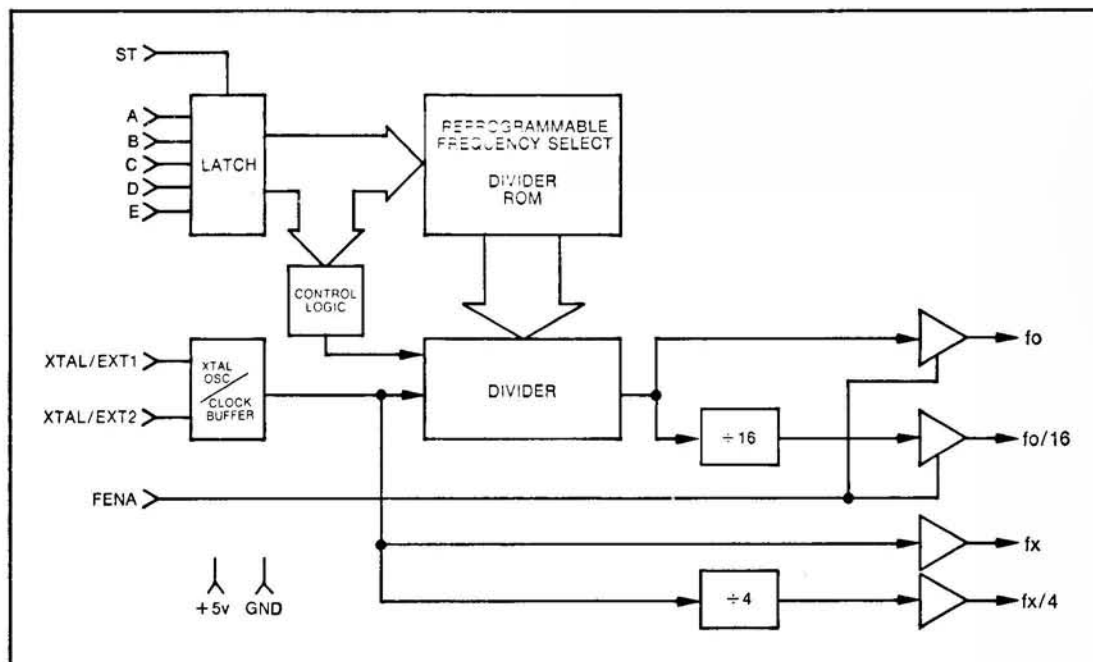 ST
A
B
C
D
E
LATCH
REPROGRAMMABLE
FREQUENCY SELECT
DIVIDER
ROM
CONTROL
LOGIC
XTAL/EXT1
XTAL/EXT2
XTAL
OSC
CLOCK
BUFFER
DIVIDER
fo
÷16
fo/16
FENA
fx
÷4
fx/4
+5v
GND